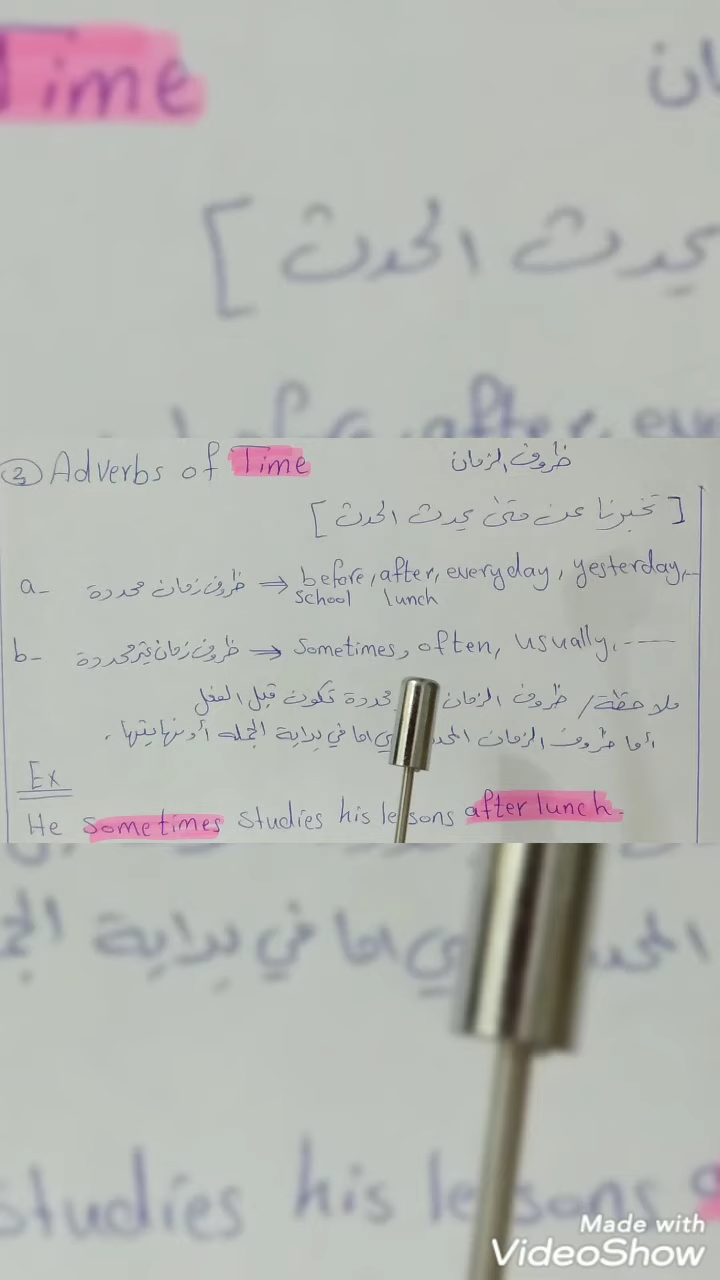 ③ Adverbs of Time ظروف الزمان
[تخبرنا عن متى يحدث الحدث]
a- ظروف زمان محددة ⇒ before, after, everyday, yesterday,--
school lunch
b- ظروف زمان غير محددة ⇒ Sometimes, often, usually,---
ملاحظة/ ظروف الزمان محددة تكون قبل الفعل
أما ظروف الزمان اما في بداية الجمله أو نهايتها.
Ex
He sometimes studies his lessons after lunch.
Made with
VideoShow